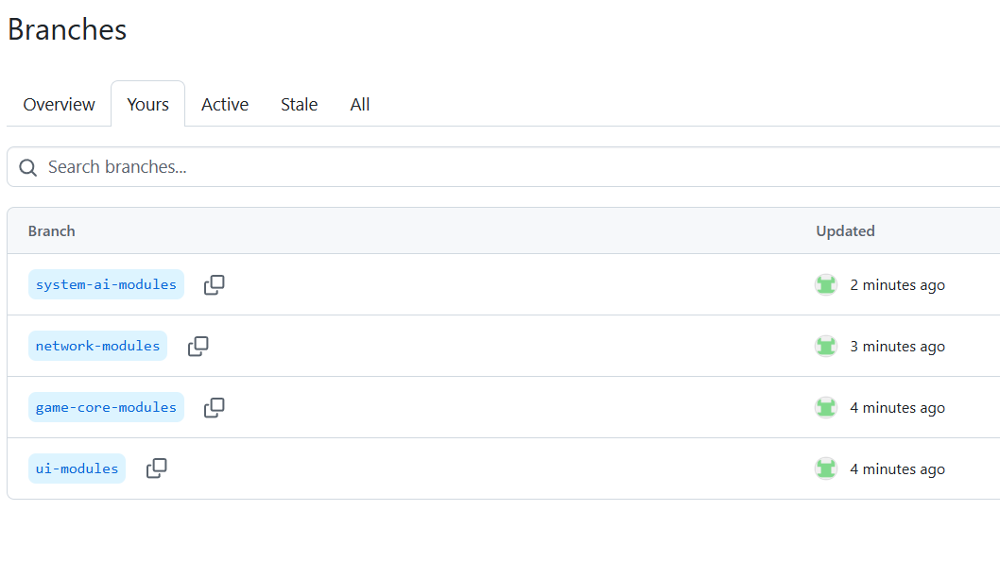 Branches
Overview Yours Active Stale All
Search branches...
Branch Updated
system-ai-modules 2 minutes ago
network-modules 3 minutes ago
game-core-modules 4 minutes ago
ui-modules 4 minutes ago